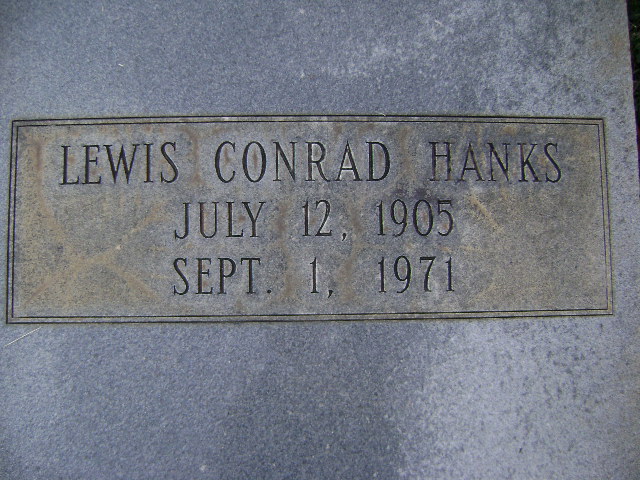 LEWIS CONRAD HANKS
JULY 12, 1905
SEPT. 1, 1971